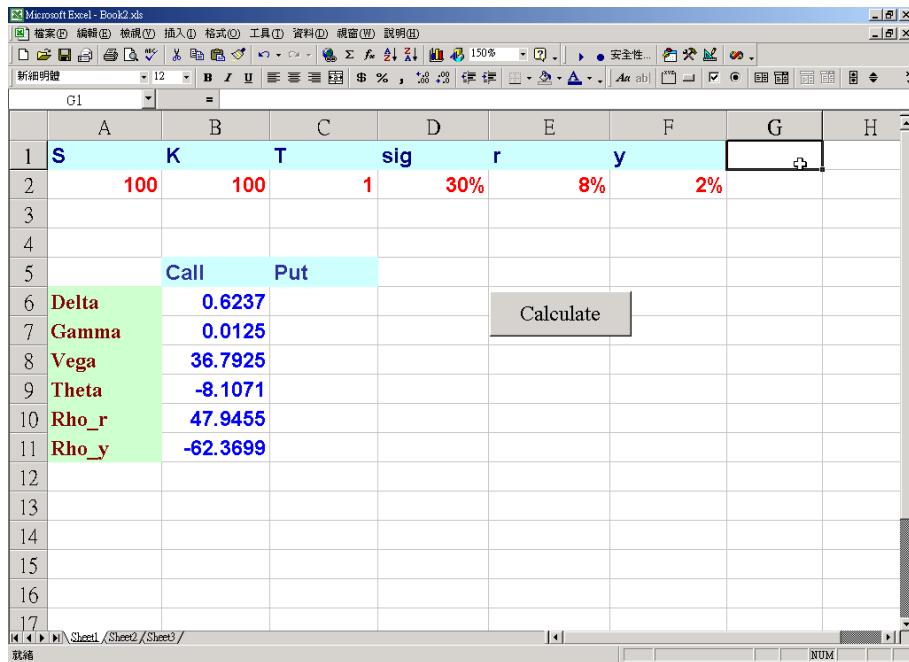 Microsoft Excel - Book2.xls
檔案(F) 編輯(E) 檢視(V) 插入(I) 格式(O) 工具(T) 資料(D) 視窗(W) 說明(H)
150% 安全性...
新細明體 12 B I U $ % ,
G1 =
A B C D E F G H
1 S K T sig r y
2 100 100 1 30% 8% 2%
3
4
5 Call Put
6 Delta 0.6237
Calculate
7 Gamma 0.0125
8 Vega 36.7925
9 Theta -8.1071
10 Rho_r 47.9455
11 Rho_y -62.3699
12
13
14
15
16
17
Sheet1 Sheet2 Sheet3
就緒 NUM